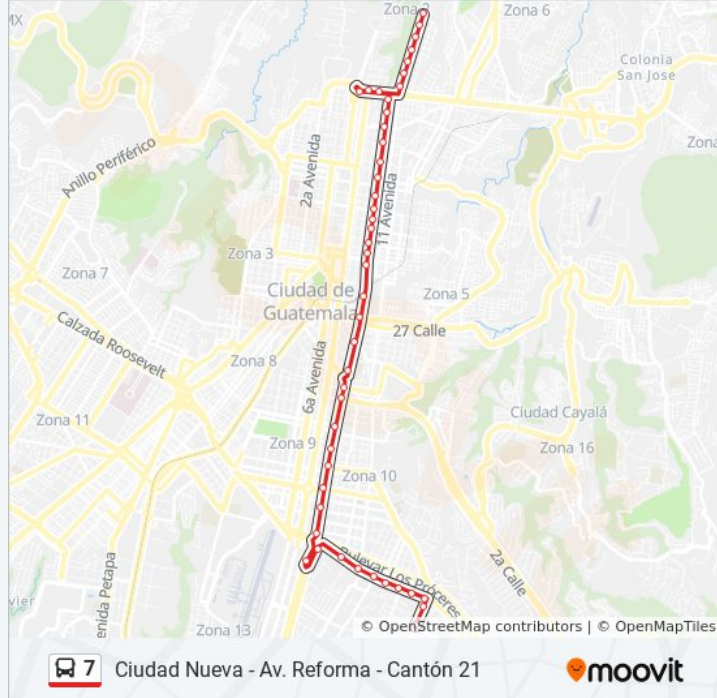 MX
Zona 2
Zona 6
Colonia
San Jose
Zona
Anillo Periférico
2a Avenida
11 Avenida
Zona 3
Zona 7
Ciudad de
Guatemala
Zona 5
27 Calle
Calzada Roosevelt
Zona 8
6a Avenida
Zona 11
Ciudad Cayalá
Zona 9
Zona 16
Zona 10
2a Calle
Bulevar Los Próceres
enida Petapa
vier
Zona 13
© OpenStreetMap contributors | © OpenMapTiles
7 Ciudad Nueva - Av. Reforma - Cantón 21 moovit